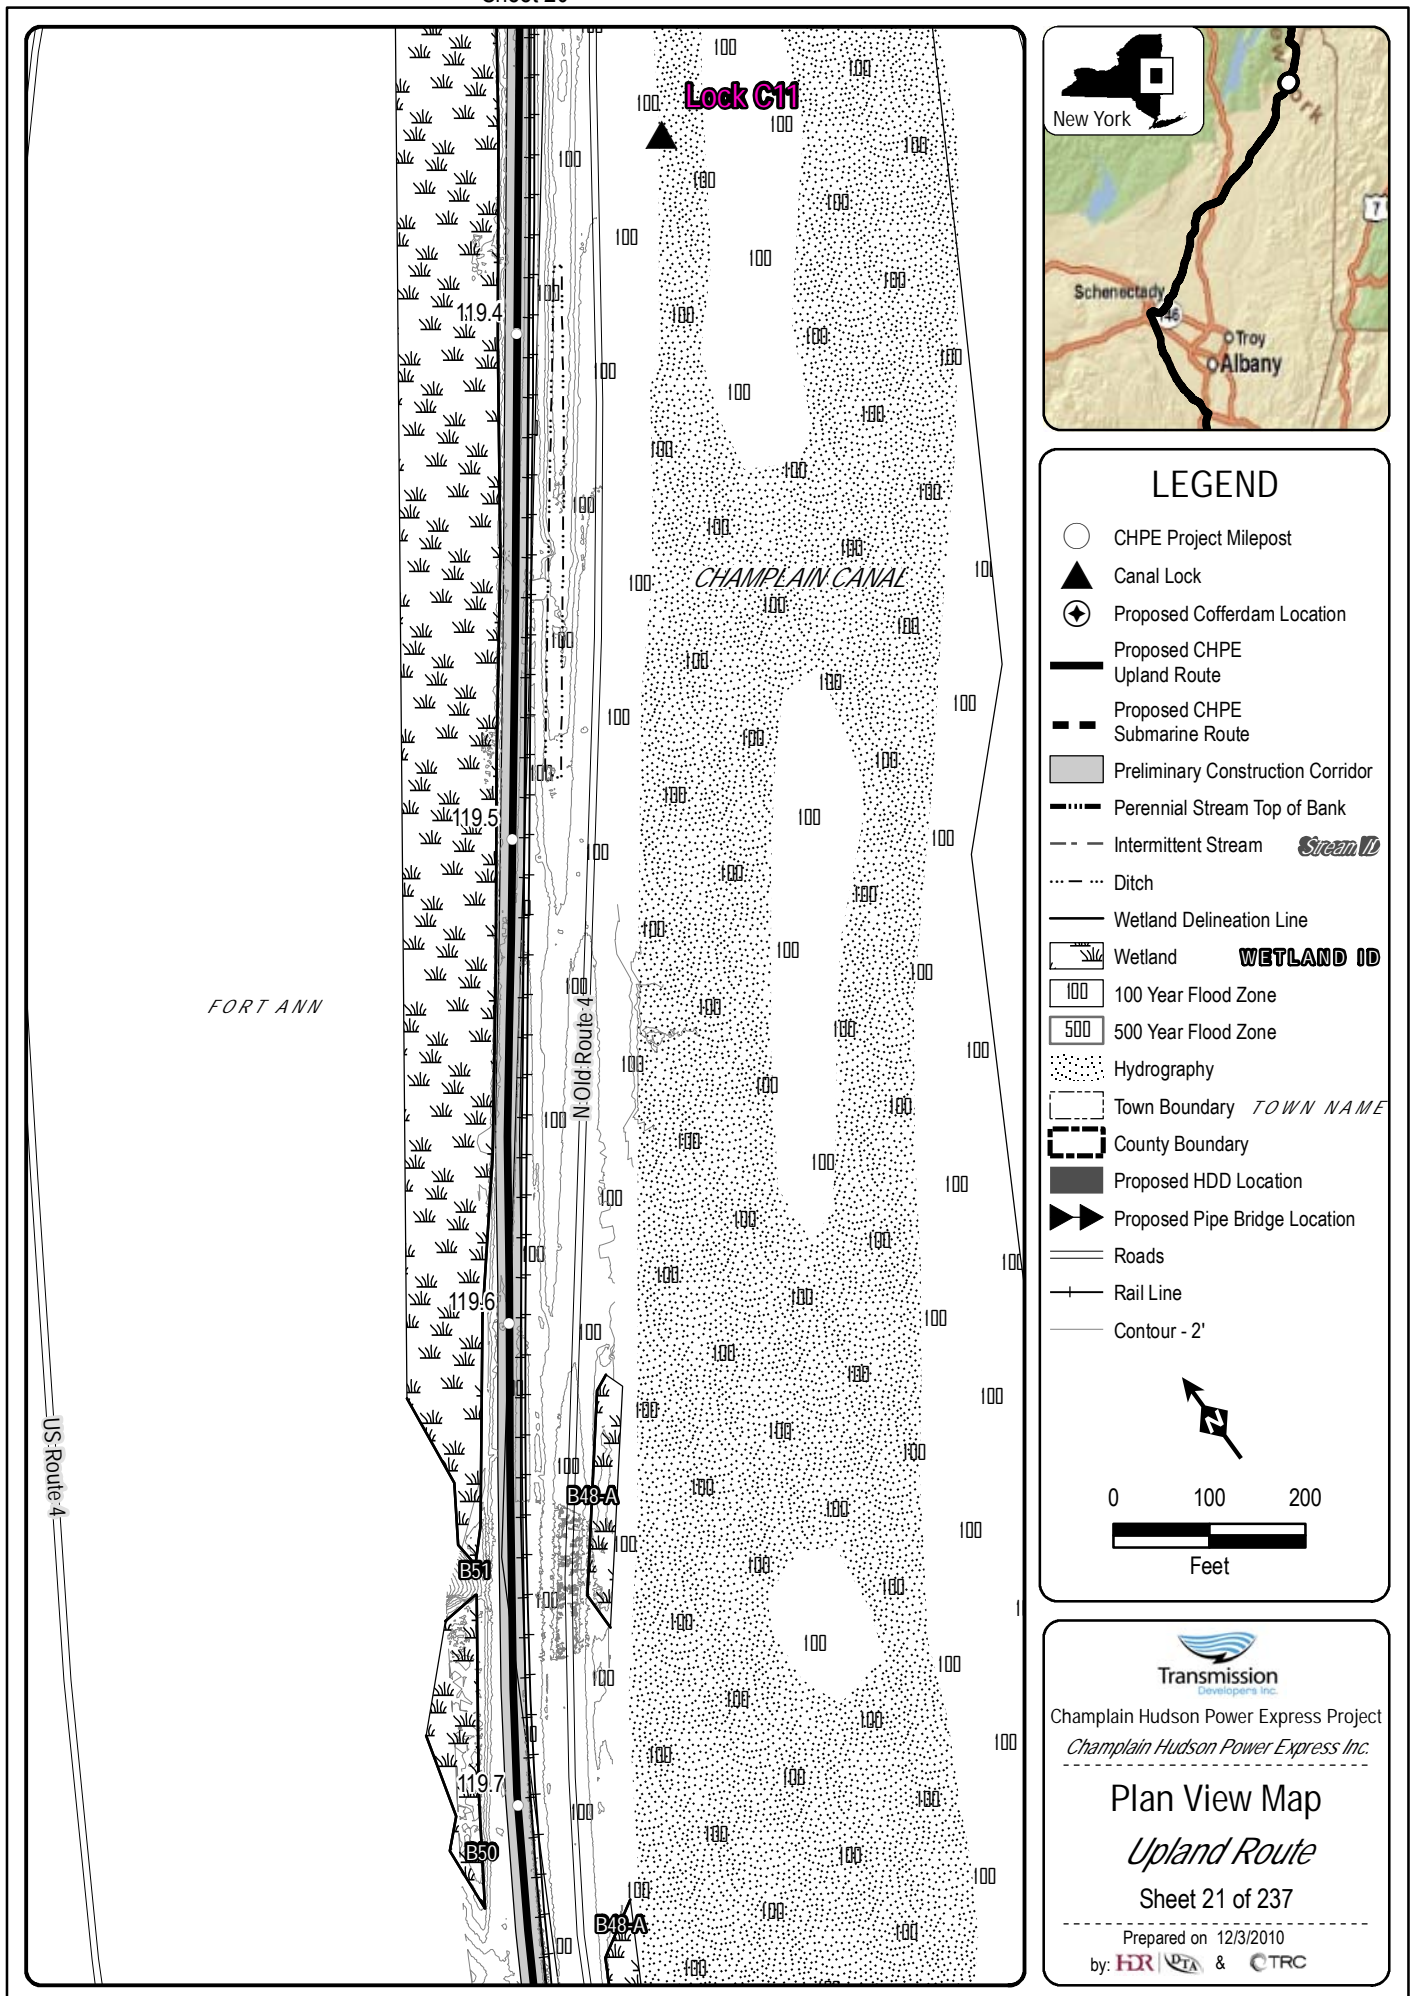 Lock C11
119.4
CHAMPLAIN CANAL
119.5
FORT ANN
N Old Route 4
119.6
US Route 4
B48-A
B51
119.7
B50
B48-A
100
New York
Schenectady
146
Troy
Albany
7
LEGEND
CHPE Project Milepost
Canal Lock
Proposed Cofferdam Location
Proposed CHPE
Upland Route
Proposed CHPE
Submarine Route
Preliminary Construction Corridor
Perennial Stream Top of Bank
Intermittent Stream Stream ID
Ditch
Wetland Delineation Line
Wetland WETLAND ID
100 100 Year Flood Zone
500 500 Year Flood Zone
Hydrography
Town Boundary TOWN NAME
County Boundary
Proposed HDD Location
Proposed Pipe Bridge Location
Roads
Rail Line
Contour - 2'
N
0 100 200
Feet
Transmission
Developers Inc.
Champlain Hudson Power Express Project
Champlain Hudson Power Express Inc.
Plan View Map
Upland Route
Sheet 21 of 237
Prepared on 12/3/2010
by: HDR | DTA & TRC